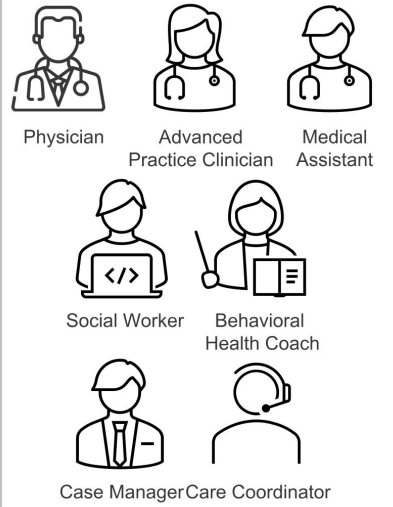 Physician
Advanced
Practice Clinician
Medical
Assistant
</>
Social Worker
Behavioral
Health Coach
Case Manager
Care Coordinator